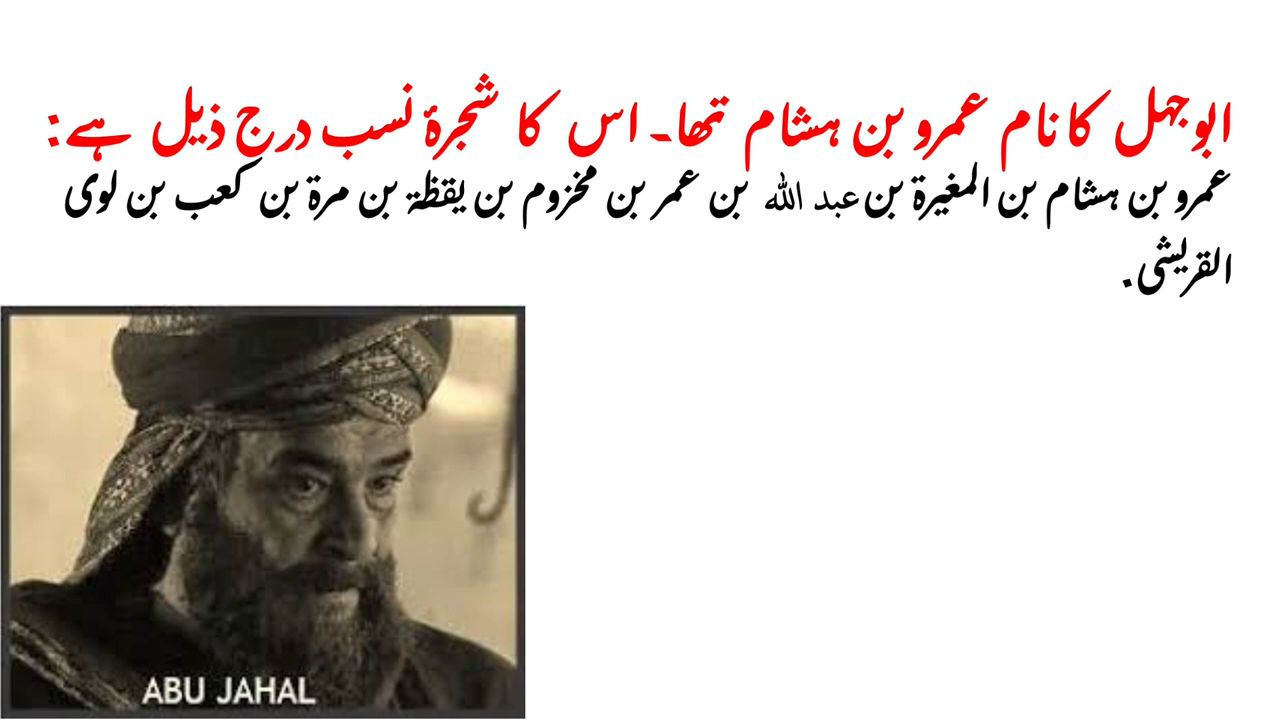 ابوجہل کا نام عمرو بن ہشام تھا۔ اس کا شجرۂ نسب درج ذیل ہے:
عمرو بن ہشام بن المغیرۃ بن عبد اللہ بن عمر بن مخزوم بن یقظۃ بن مرۃ بن کعب بن لوی
القریشی.
ABU JAHAL